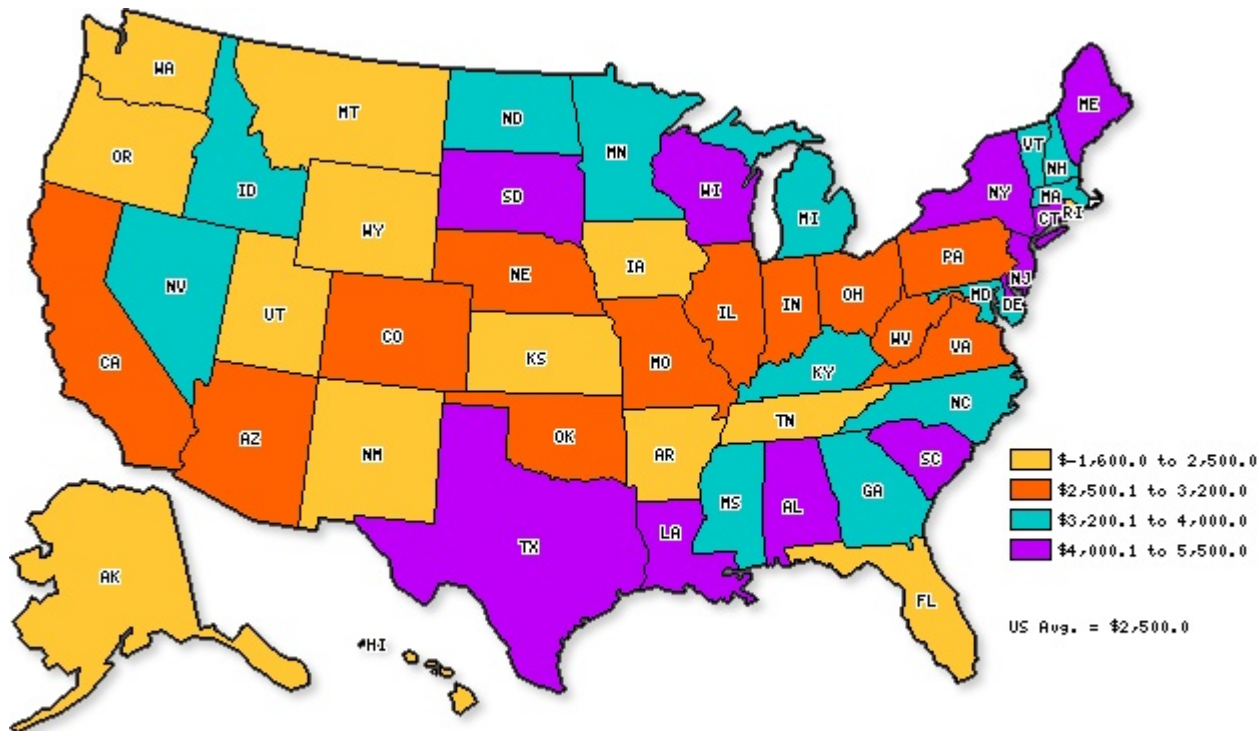 WA
MT
ND
MN
ME
OR
ID
SD
WI
MI
VT
NH
NY
MA
CT
RI
WY
IA
NE
PA
NJ
NV
UT
CO
IL
IN
OH
MD
DE
CA
KS
MO
WV
VA
KY
AZ
NM
OK
AR
TN
NC
SC
MS
AL
GA
LA
TX
AK
FL
HI
$-1,600.0 to 2,500.0
$2,500.1 to 3,200.0
$3,200.1 to 4,000.0
$4,000.1 to 5,500.0
US Avg. = $2,500.0